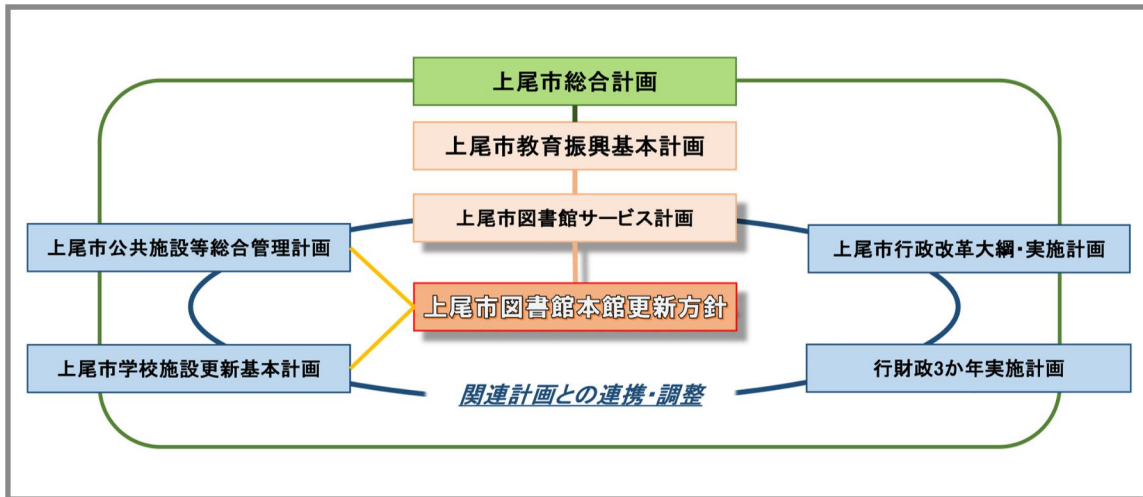 上尾市総合計画
上尾市教育振興基本計画
上尾市図書館サービス計画
上尾市公共施設等総合管理計画
上尾市行政改革大綱・実施計画
上尾市図書館本館更新方針
上尾市学校施設更新基本計画
行財政3か年実施計画
関連計画との連携・調整